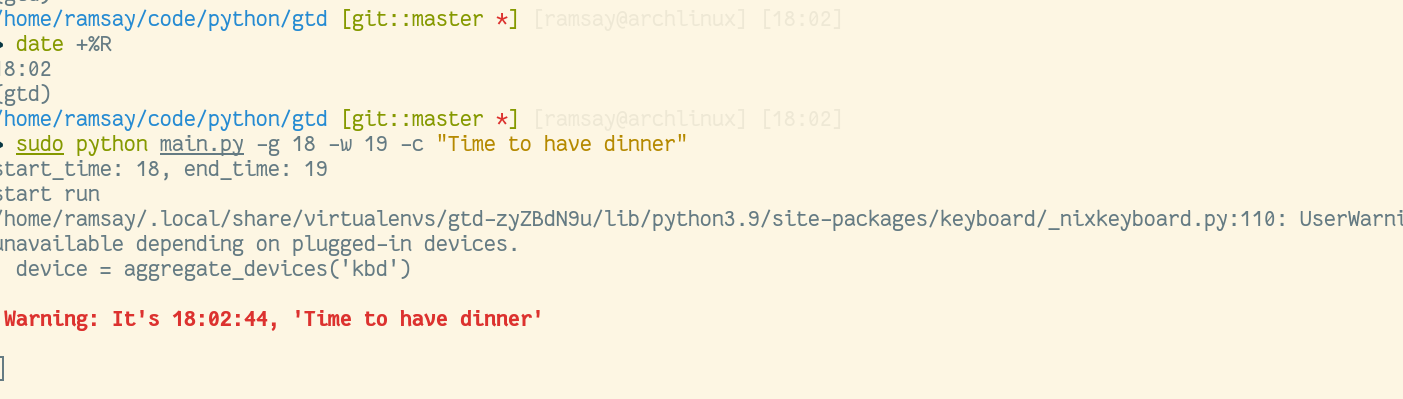 /home/ramsay/code/python/gtd [git::master *] [ramsay@archlinux] [18:02]
date +%R
18:02
(gtd)
/home/ramsay/code/python/gtd [git::master *] [ramsay@archlinux] [18:02]
sudo python main.py -g 18 -w 19 -c "Time to have dinner"
start_time: 18, end_time: 19
start run
/home/ramsay/.local/share/virtualenvs/gtd-zyZBdN9u/lib/python3.9/site-packages/keyboard/_nixkeyboard.py:110: UserWarni
unavailable depending on plugged-in devices.
device = aggregate_devices('kbd')
Warning: It's 18:02:44, 'Time to have dinner'